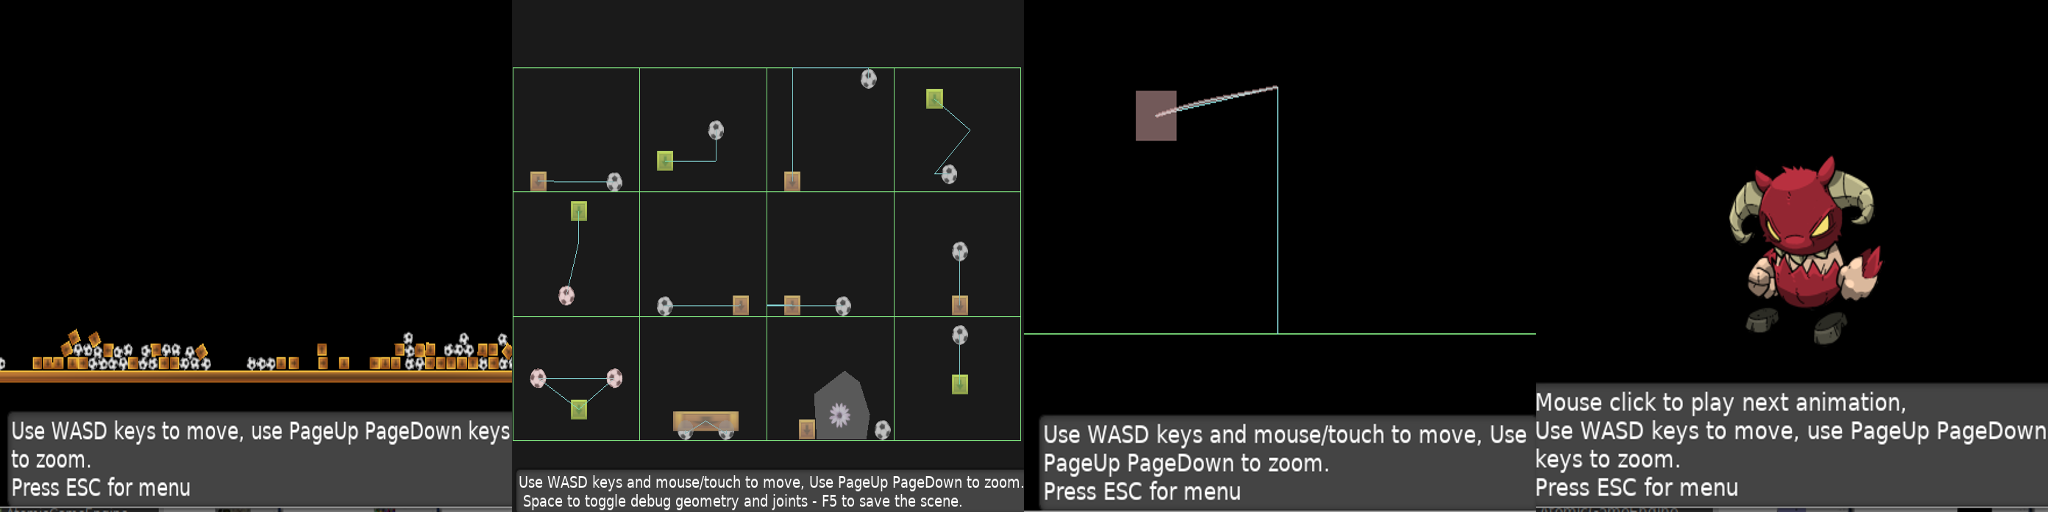 Use WASD keys to move, use PageUp PageDown keys
to zoom.
Press ESC for menu
Use WASD keys and mouse/touch to move, Use PageUp PageDown to zoom.
Space to toggle debug geometry and joints - F5 to save the scene.
Use WASD keys and mouse/touch to move, Use
PageUp PageDown to zoom.
Press ESC for menu
Mouse click to play next animation,
Use WASD keys to move, use PageUp PageDown
keys to zoom.
Press ESC for menu